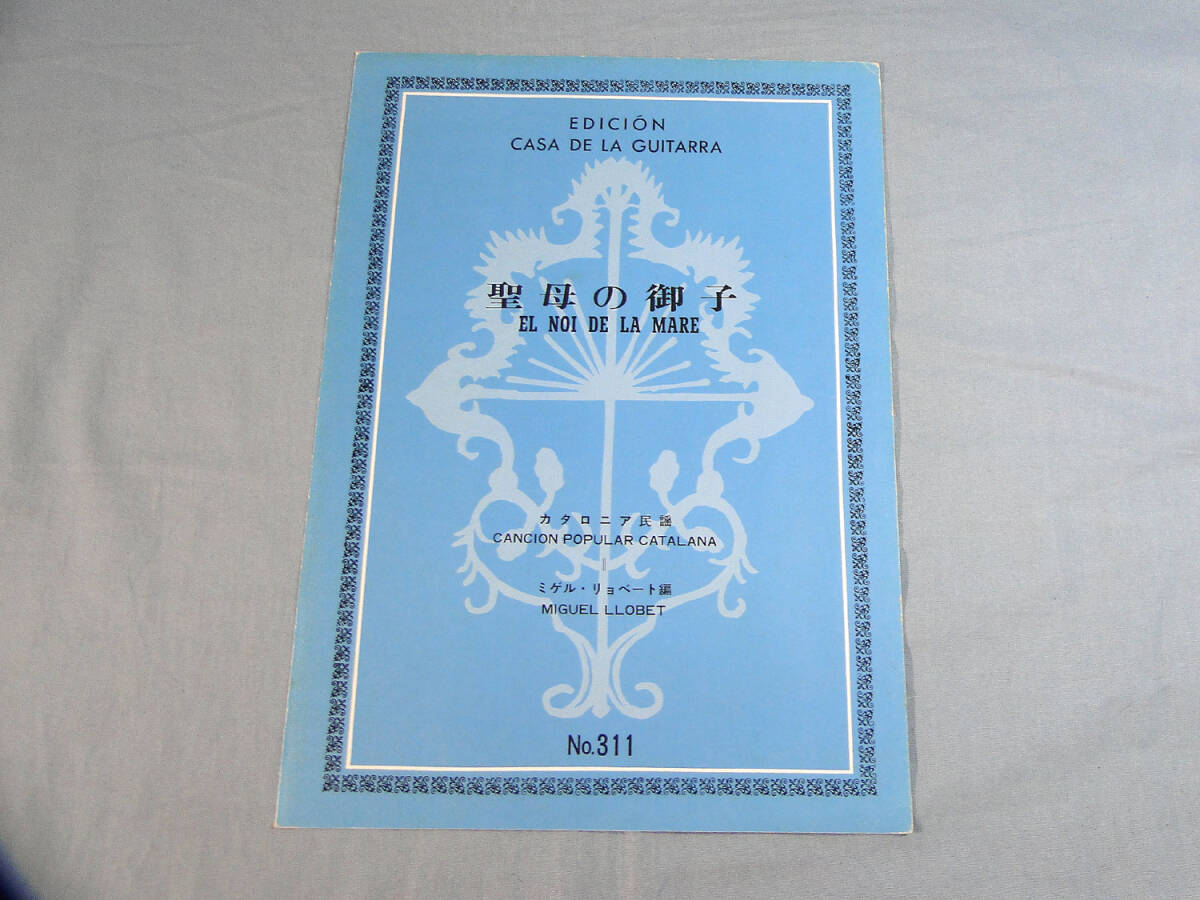 EDICIÓN
CASA DE LA GUITARRA
聖母の御子
EL NOI DE LA MARE
カタロニア民謡
CANCION POPULAR CATALANA
ミゲル・リョベート編
MIGUEL LLOBET
No.311